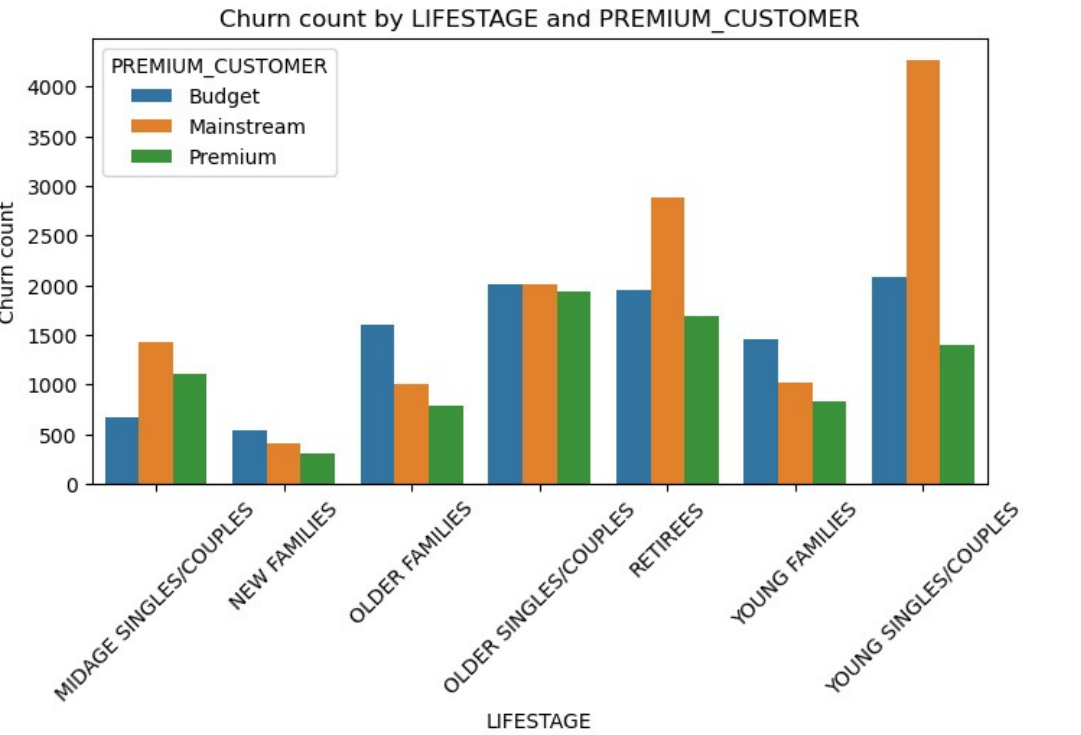 Churn count by LIFESTAGE and PREMIUM_CUSTOMER
PREMIUM_CUSTOMER
Budget
Mainstream
Premium
4000
3500
3000
2500
2000
1500
1000
500
0
Churn count
MIDAGE SINGLES/COUPLES
NEW FAMILIES
OLDER FAMILIES
OLDER SINGLES/COUPLES
RETIREES
YOUNG FAMILIES
YOUNG SINGLES/COUPLES
LIFESTAGE